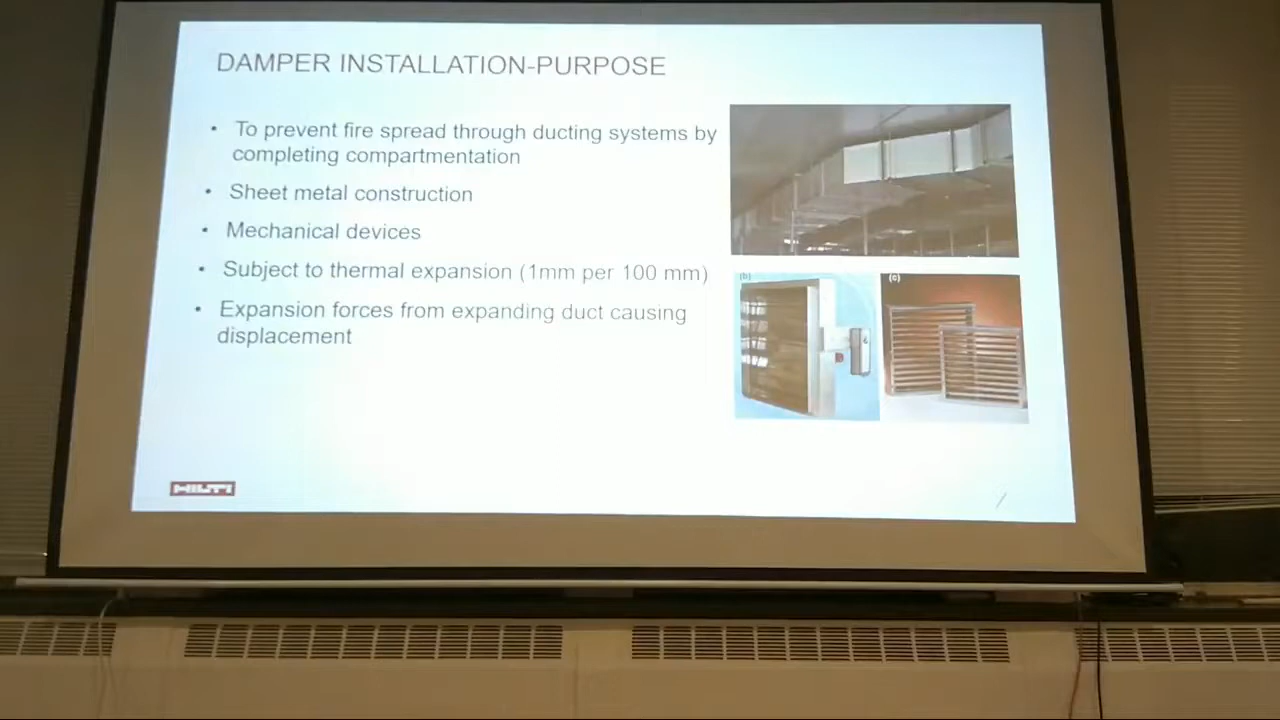 DAMPER INSTALLATION-PURPOSE
• To prevent fire spread through ducting systems by
completing compartmentation
• Sheet metal construction
• Mechanical devices
• Subject to thermal expansion (1mm per 100 mm)
• Expansion forces from expanding duct causing
displacement
(b)
(c)
HILTI
7